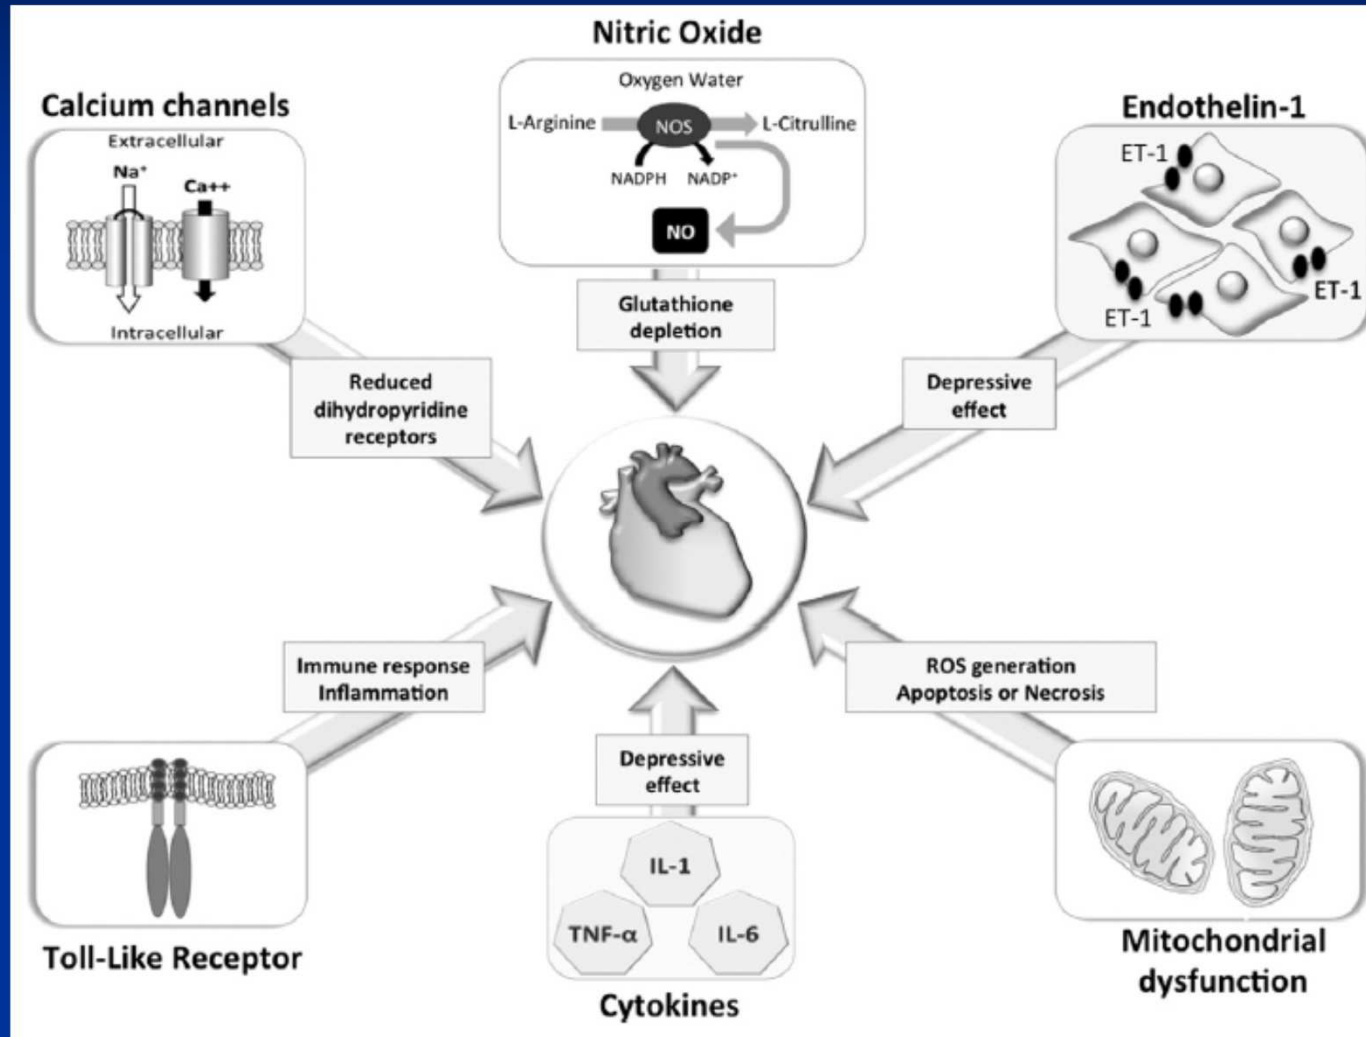 Nitric Oxide
Oxygen Water
L-Arginine
NOS
L-Citrulline
NADPH
NADP⁺
NO
Glutathione
depletion
Calcium channels
Extracellular
Na⁺
Ca++
Intracellular
Reduced
dihydropyridine
receptors
Endothelin-1
ET-1
ET-1
ET-1
Depressive
effect
Immune response
Inflammation
Toll-Like Receptor
Depressive
effect
IL-1
TNF-α
IL-6
Cytokines
ROS generation
Apoptosis or Necrosis
Mitochondrial
dysfunction